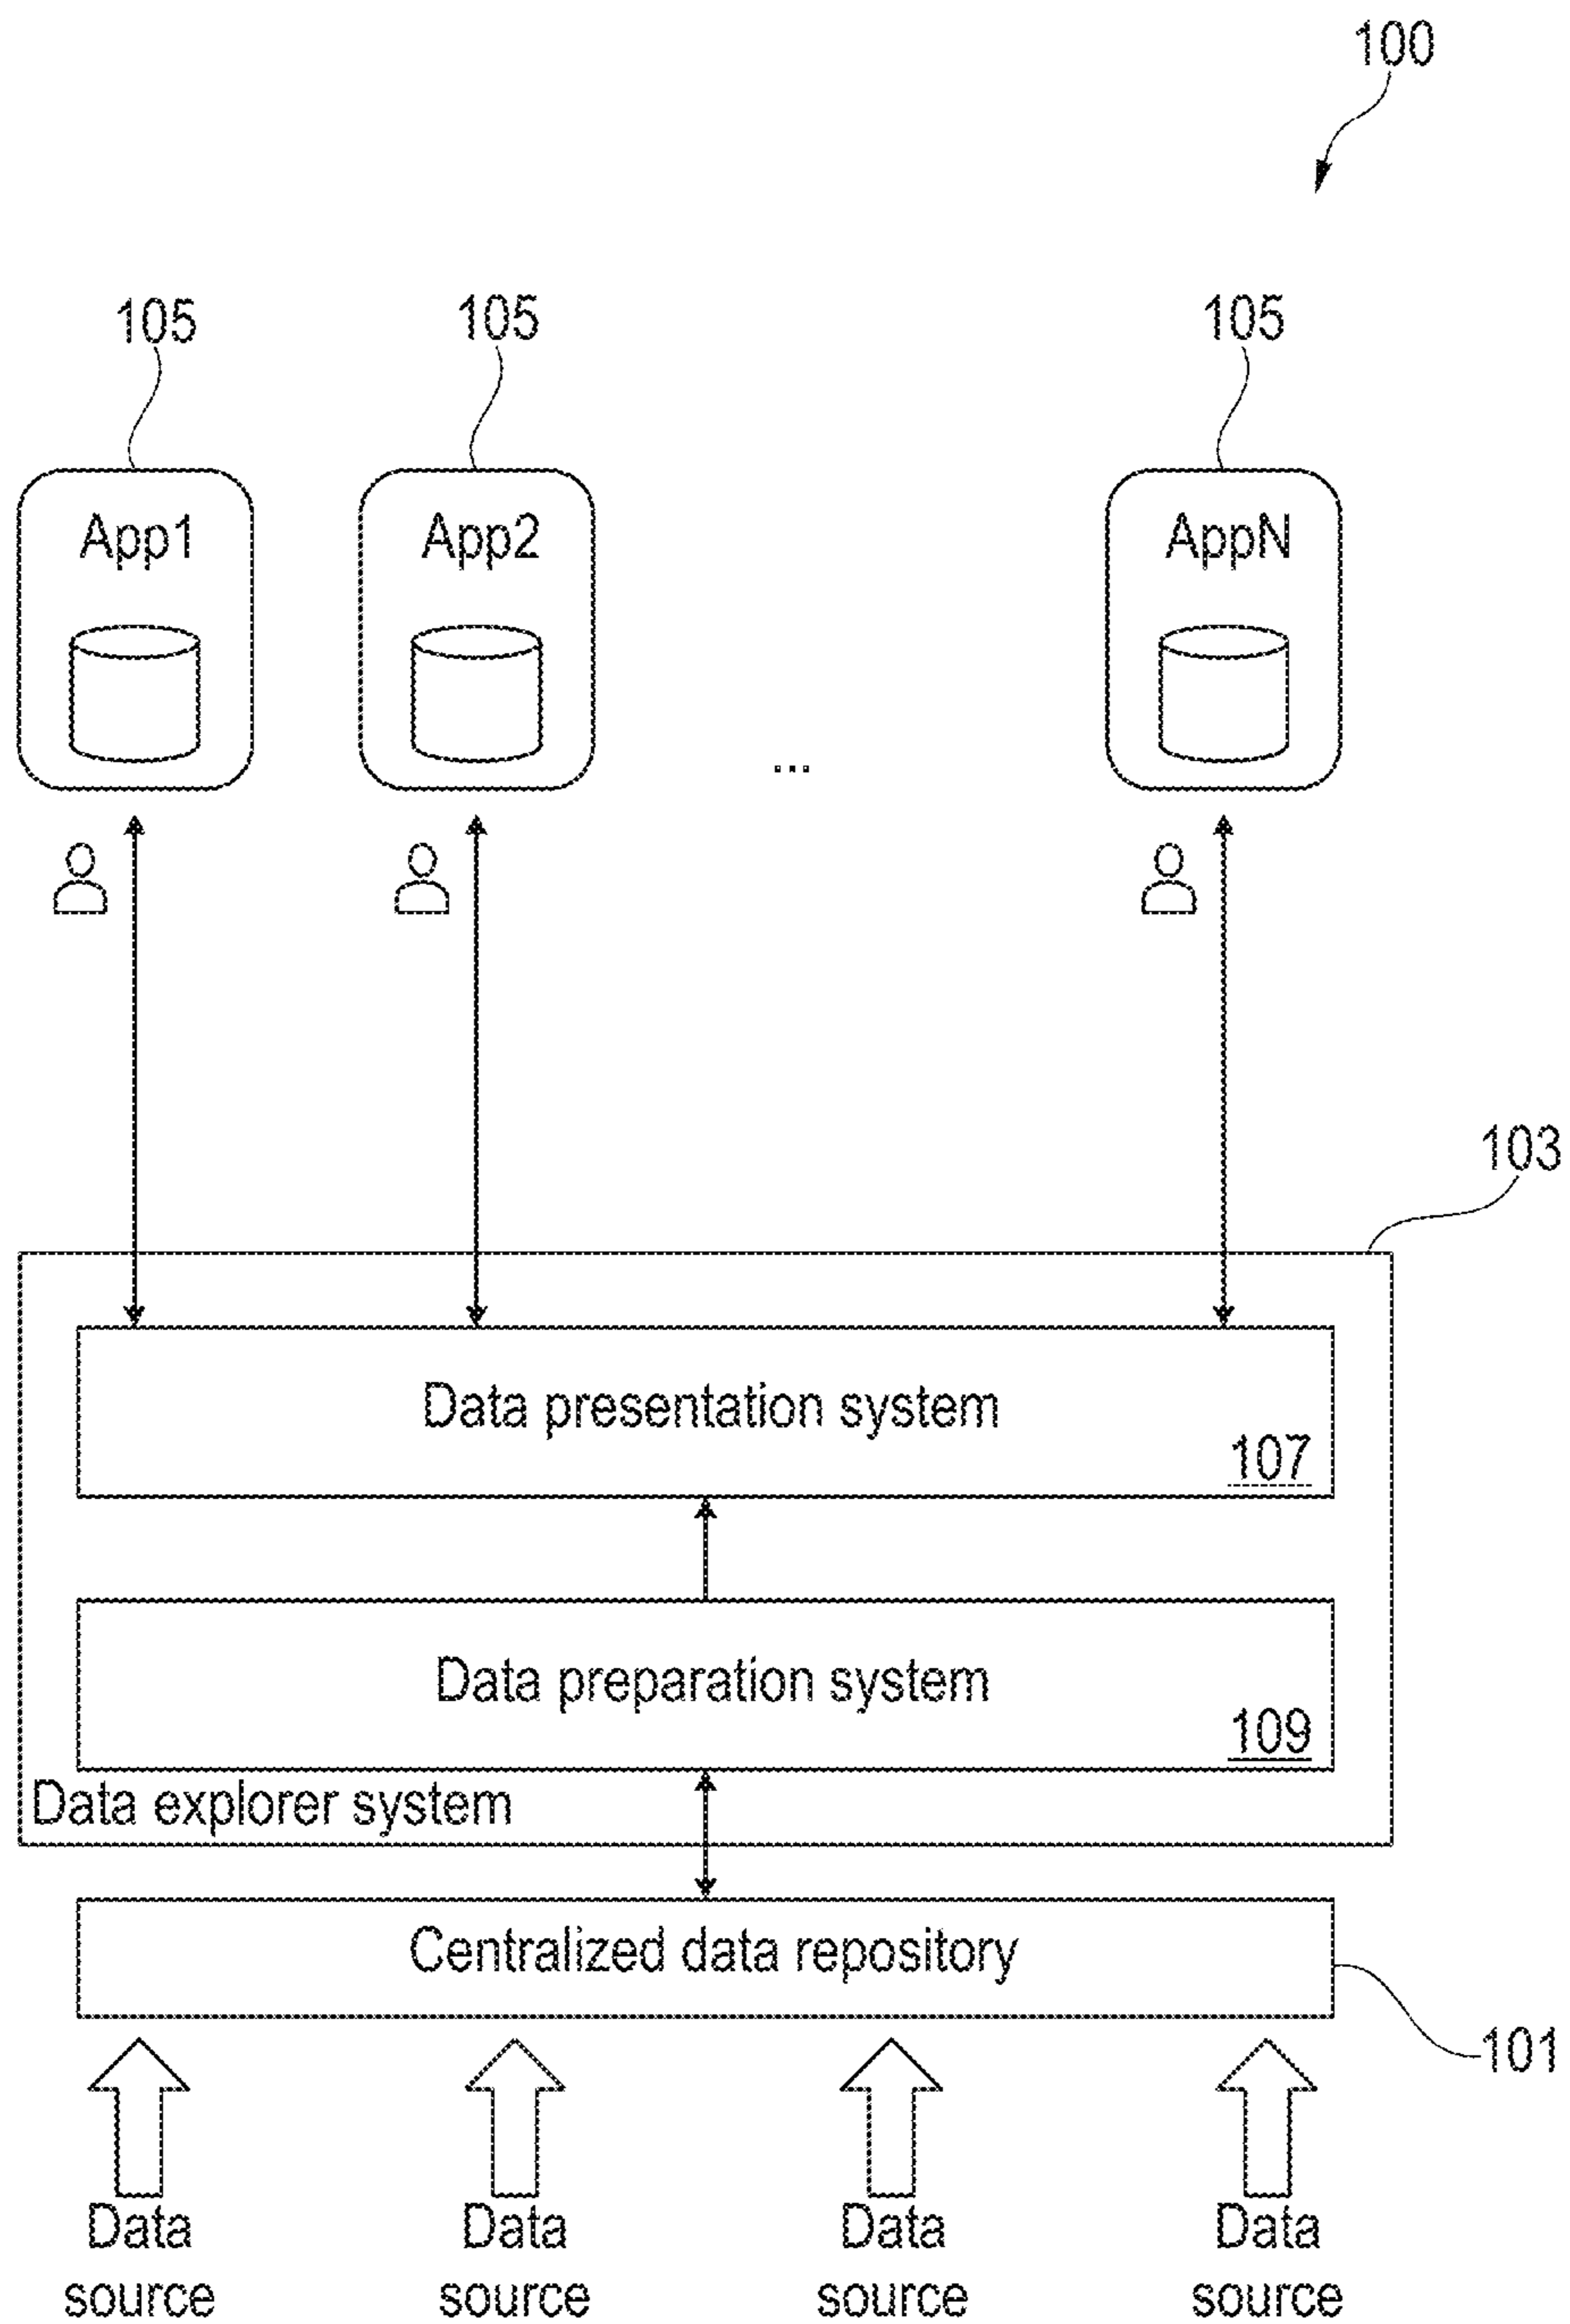 100
105 105 105
App1 App2 AppN
...
103
Data presentation system
107
Data preparation system
109
Data explorer system
Centralized data repository
101
Data Data Data Data
source source source source